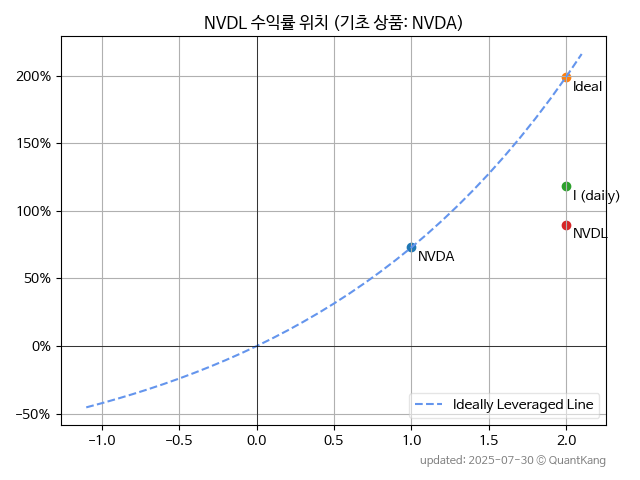 NVDL 수익률 위치 (기초 상품: NVDA)
200%
150%
100%
50%
0%
−50%
Ideal
I (daily)
NVDL
NVDA
Ideally Leveraged Line
−1.0
−0.5
0.0
0.5
1.0
1.5
2.0
updated: 2025-07-30 © QuantKang